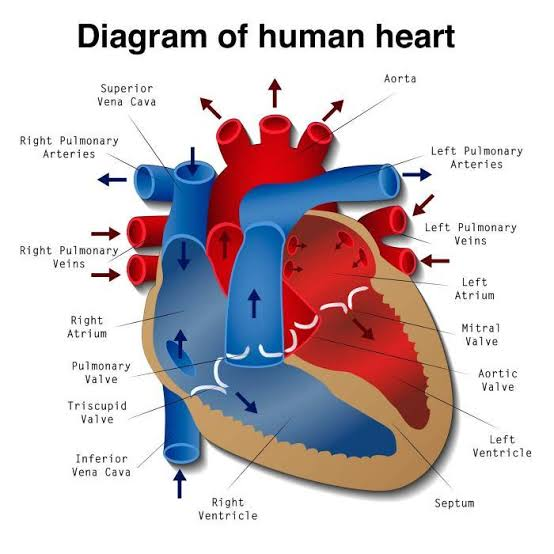 Diagram of human heart
Superior
Vena Cava
Aorta
Right Pulmonary
Arteries
Left Pulmonary
Arteries
Right Pulmonary
Veins
Left Pulmonary
Veins
Left
Atrium
Right
Atrium
Mitral
Valve
Pulmonary
Valve
Aortic
Valve
Triscupid
Valve
Left
Ventricle
Inferior
Vena Cava
Right
Ventricle
Septum